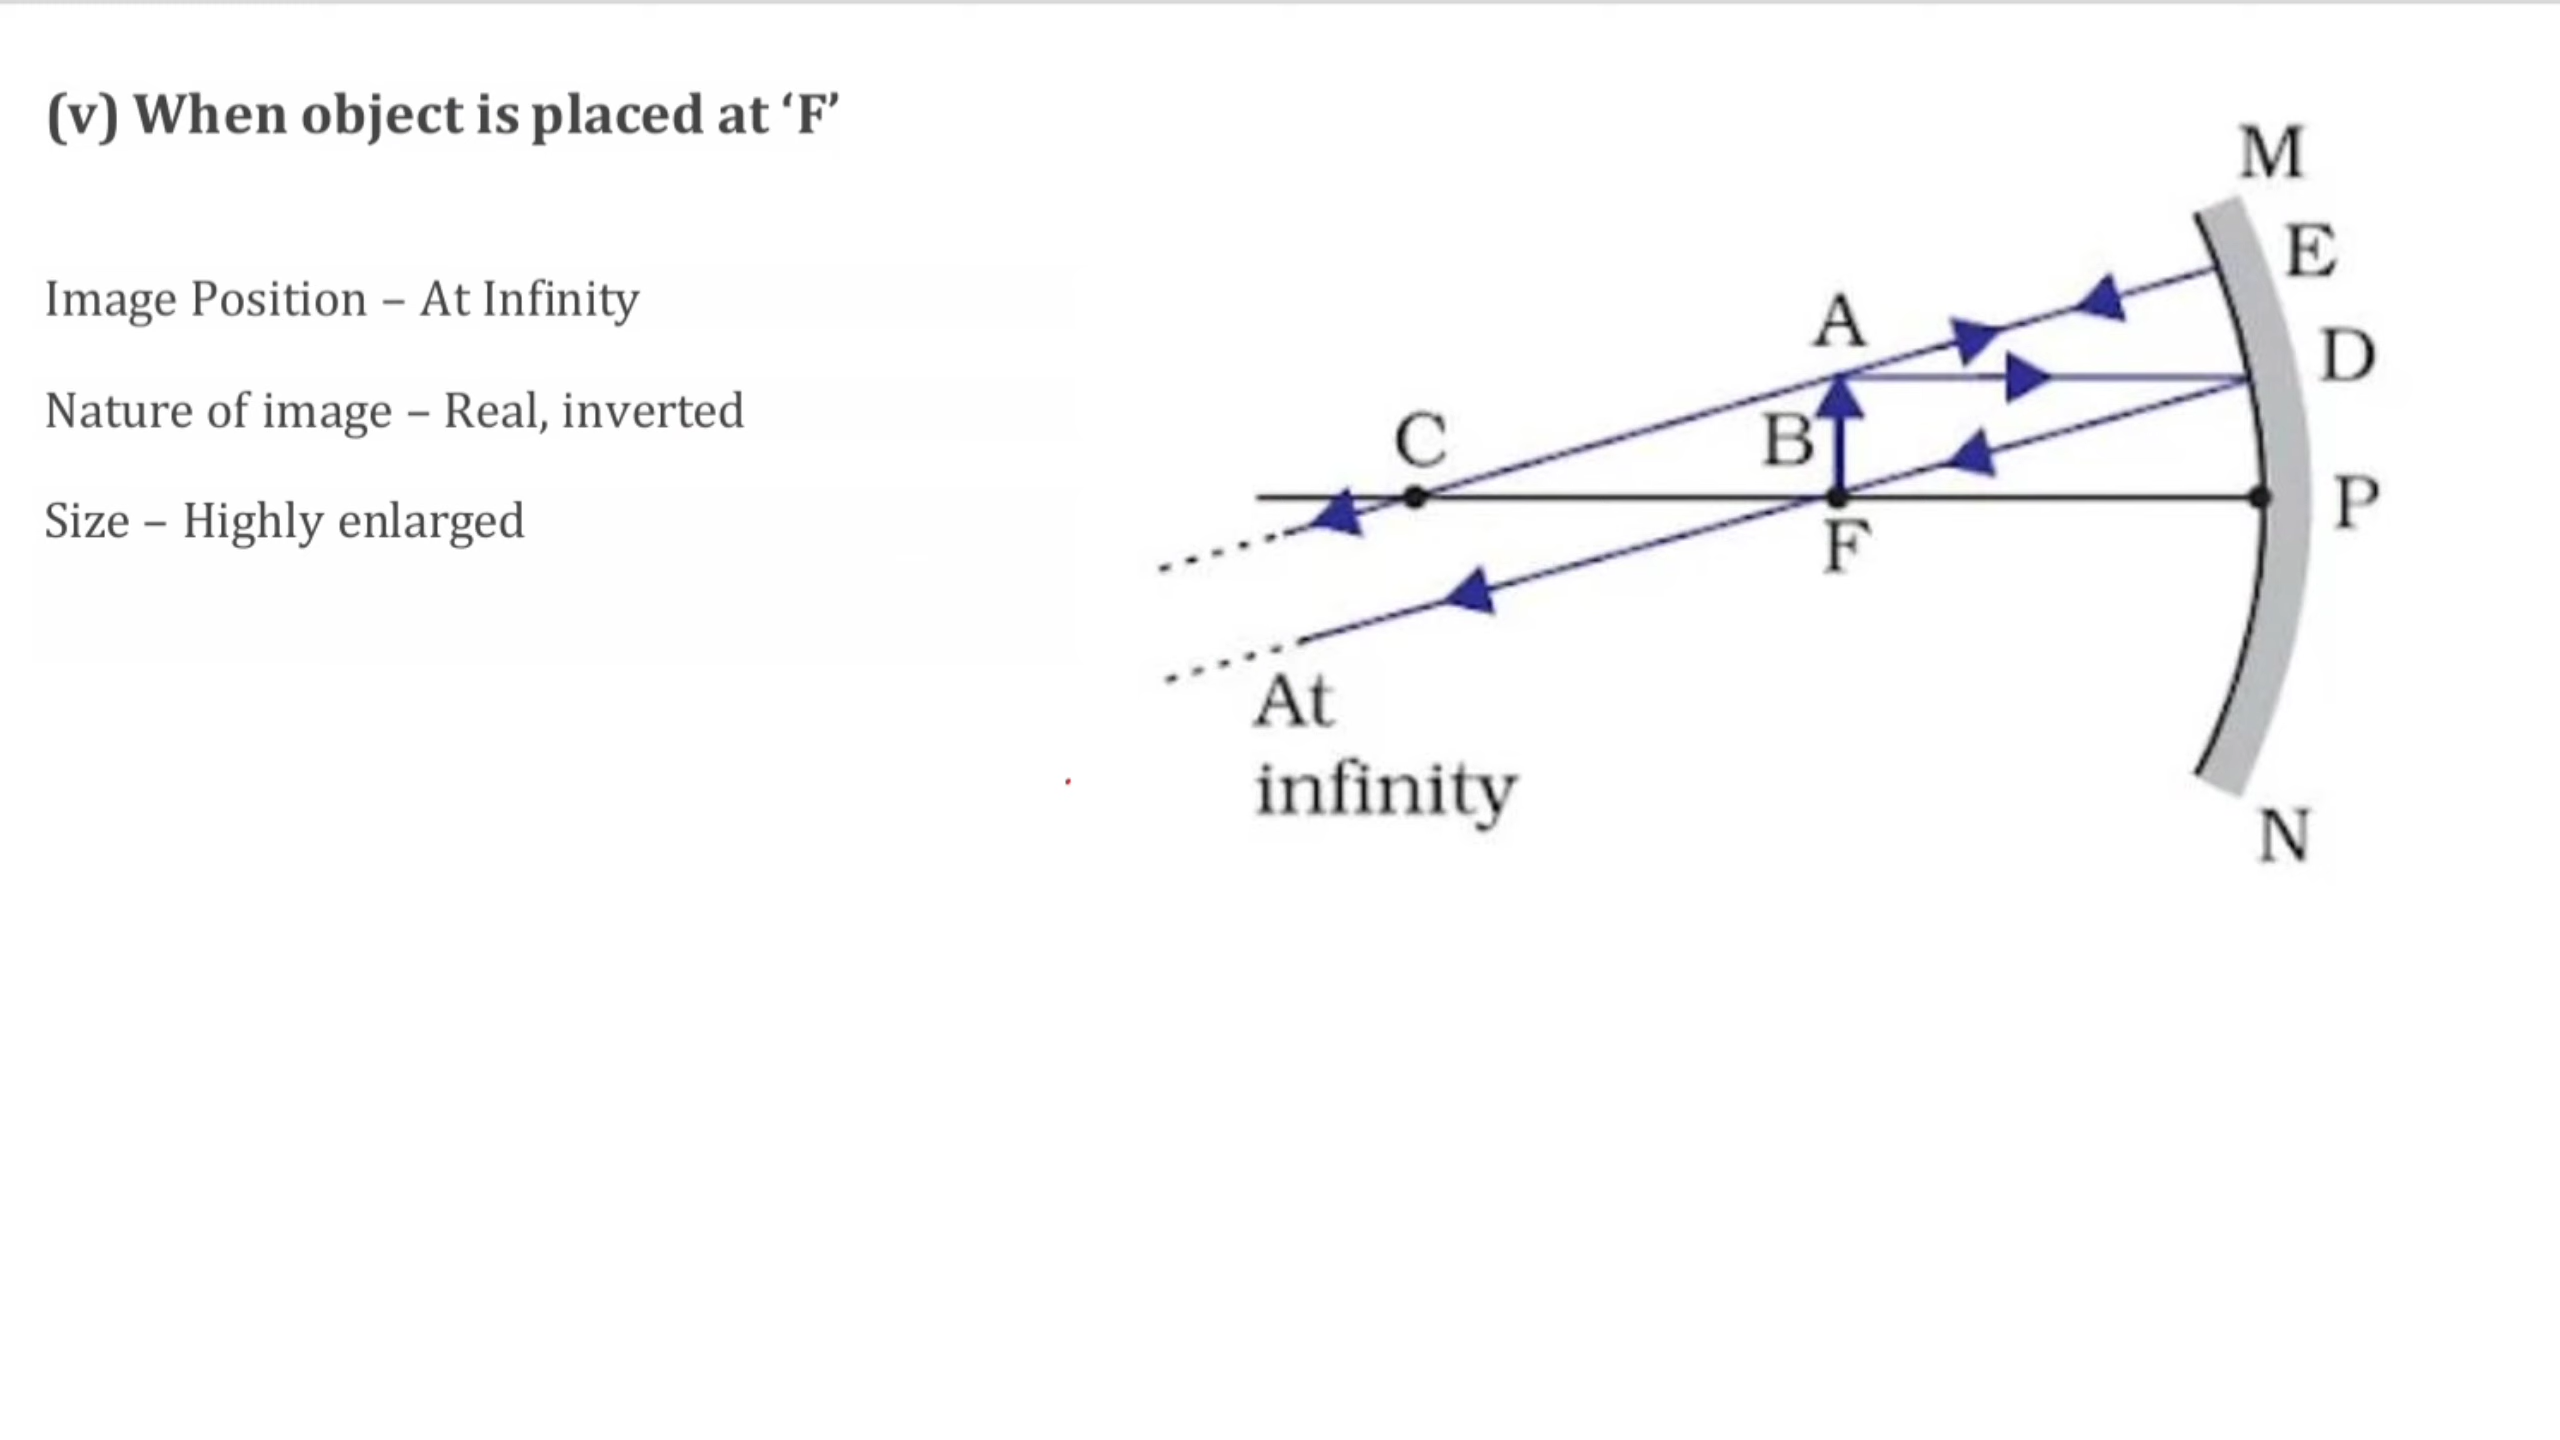 (v) When object is placed at ‘F’
Image Position – At Infinity
Nature of image – Real, inverted
Size – Highly enlarged
M
E
A
D
B
C
P
F
At
infinity
N